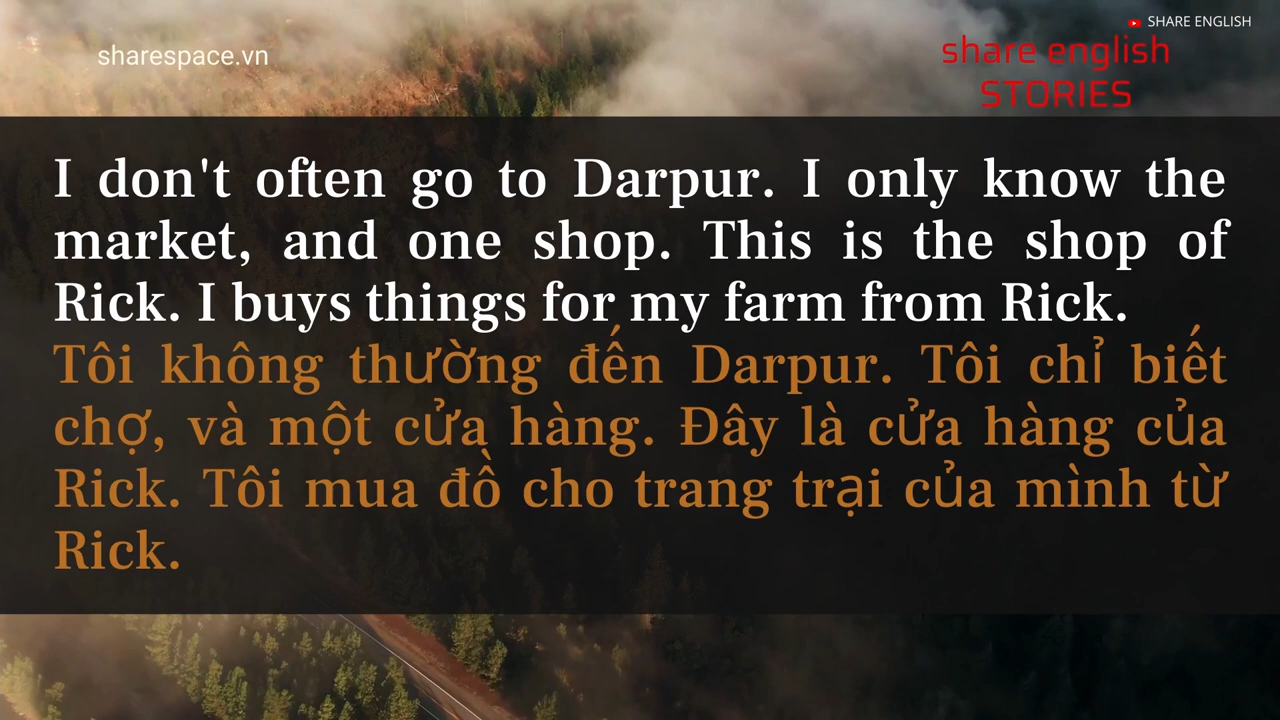 sharespace.vn
SHARE ENGLISH
share english
STORIES
I don't often go to Darpur. I only know the
market, and one shop. This is the shop of
Rick. I buys things for my farm from Rick.
Tôi không thường đến Darpur. Tôi chỉ biết
chợ, và một cửa hàng. Đây là cửa hàng của
Rick. Tôi mua đồ cho trang trại của mình từ
Rick.